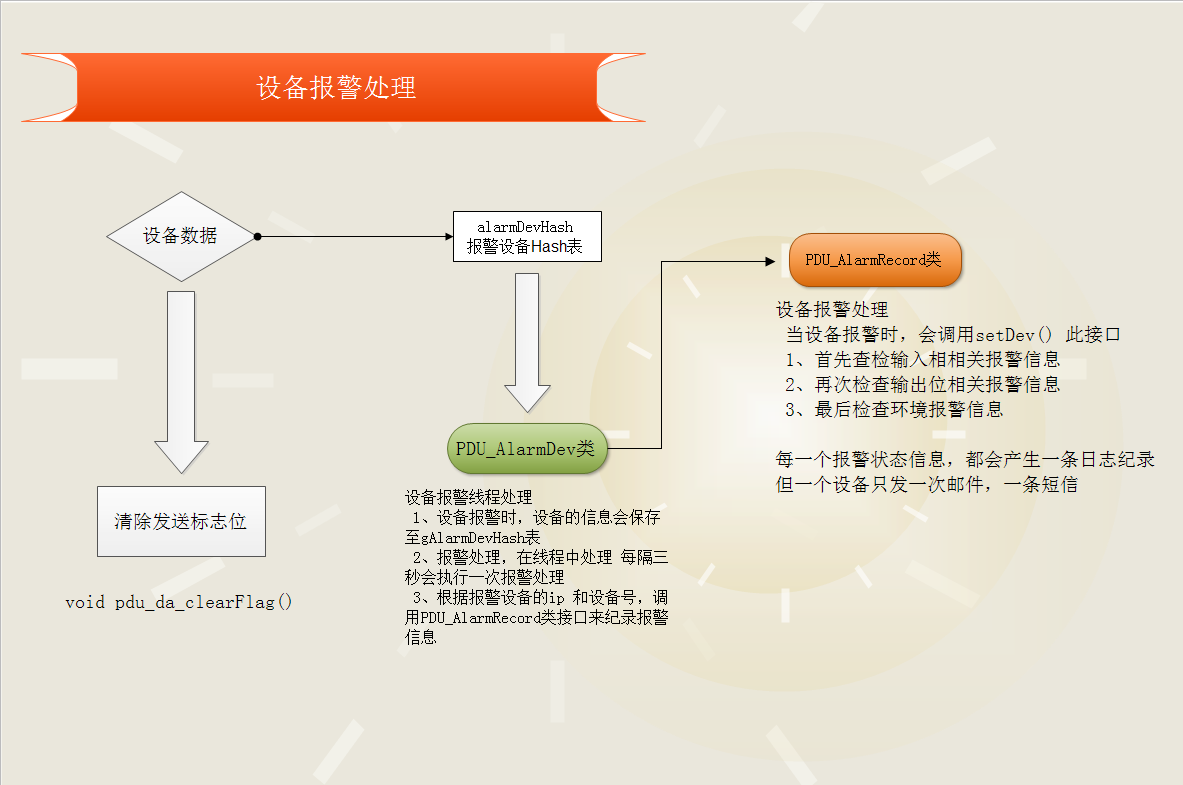 设备报警处理
设备数据
alarmDevHash
报警设备Hash表
PDU_AlarmRecord类
设备报警处理
当设备报警时，会调用setDev() 此接口
1、首先查检输入相相关报警信息
2、再次检查输出位相关报警信息
3、最后检查环境报警信息
每一个报警状态信息，都会产生一条日志纪录
但一个设备只发一次邮件，一条短信
PDU_AlarmDev类
设备报警线程处理
1、设备报警时，设备的信息会保存
至gAlarmDevHash表
2、报警处理，在线程中处理 每隔三
秒会执行一次报警处理
3、根据报警设备的ip 和设备号，调
用PDU_AlarmRecord类接口来纪录报警
信息
清除发送标志位
void pdu_da_clearFlag()